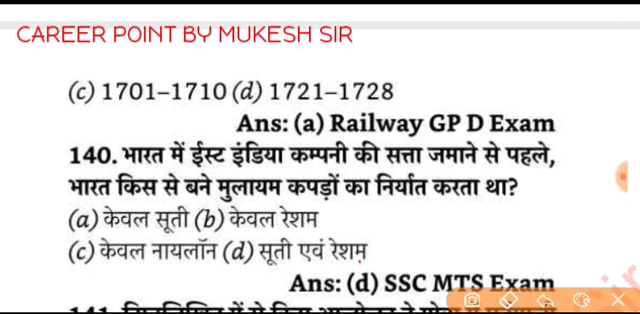 CAREER POINT BY MUKESH SIR
(c) 1701–1710 (d) 1721–1728
Ans: (a) Railway GP D Exam
140. भारत में ईस्ट इंडिया कम्पनी की सत्ता जमाने से पहले,
भारत किस से बने मुलायम कपड़ों का निर्यात करता था?
(a) केवल सूती (b) केवल रेशम
(c) केवल नायलॉन (d) सूती एवं रेशम
Ans: (d) SSC MTS Exam